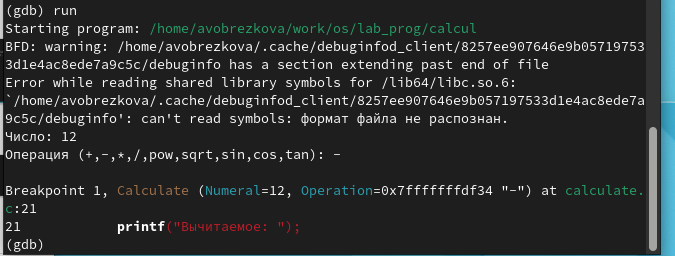 (gdb) run
Starting program: /home/avobrezkova/work/os/lab_prog/calcul
BFD: warning: /home/avobrezkova/.cache/debuginfod_client/8257ee907646e9b05719753
3d1e4ac8ede7a9c5c/debuginfo has a section extending past end of file
Error while reading shared library symbols for /lib64/libc.so.6:
`/home/avobrezkova/.cache/debuginfod_client/8257ee907646e9b057197533d1e4ac8ede7a
9c5c/debuginfo': can't read symbols: формат файла не распознан.
Число: 12
Операция (+,-,*,/,pow,sqrt,sin,cos,tan): -
Breakpoint 1, Calculate (Numeral=12, Operation=0x7fffffffdf34 "-") at calculate.
c:21
21 printf("Вычитаемое: ");
(gdb)